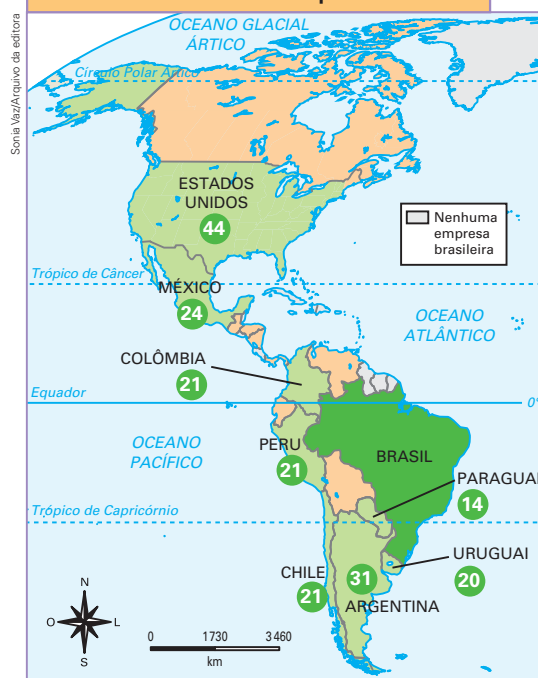 Sonia Vaz/Arquivo da editora
OCEANO GLACIAL
ÁRTICO
Círculo Polar Ártico
ESTADOS
UNIDOS
44
Nenhuma
empresa
brasileira
Trópico de Câncer
MÉXICO
24
OCEANO
ATLÂNTICO
COLÔMBIA
21
Equador
0°
OCEANO
PACÍFICO
PERU
21
BRASIL
PARAGUAI
14
Trópico de Capricórnio
CHILE
21
31
ARGENTINA
URUGUAI
20
N
O
L
S
0 1730 3 460
km